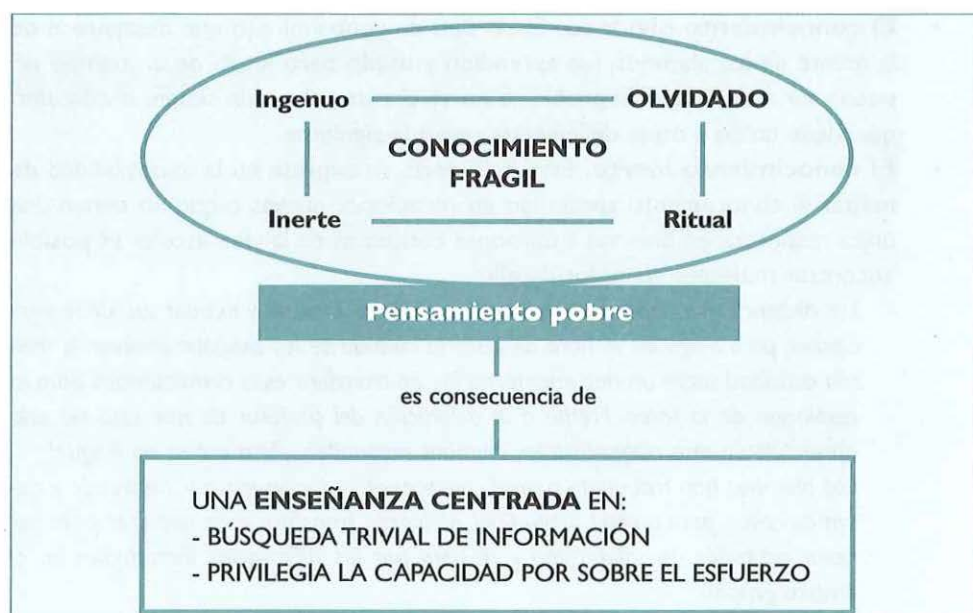 Ingenuo OLVIDADO
CONOCIMIENTO
FRAGIL
Inerte Ritual
Pensamiento pobre
es consecuencia de
UNA ENSEÑANZA CENTRADA EN:
- BÚSQUEDA TRIVIAL DE INFORMACIÓN
- PRIVILEGIA LA CAPACIDAD POR SOBRE EL ESFUERZO